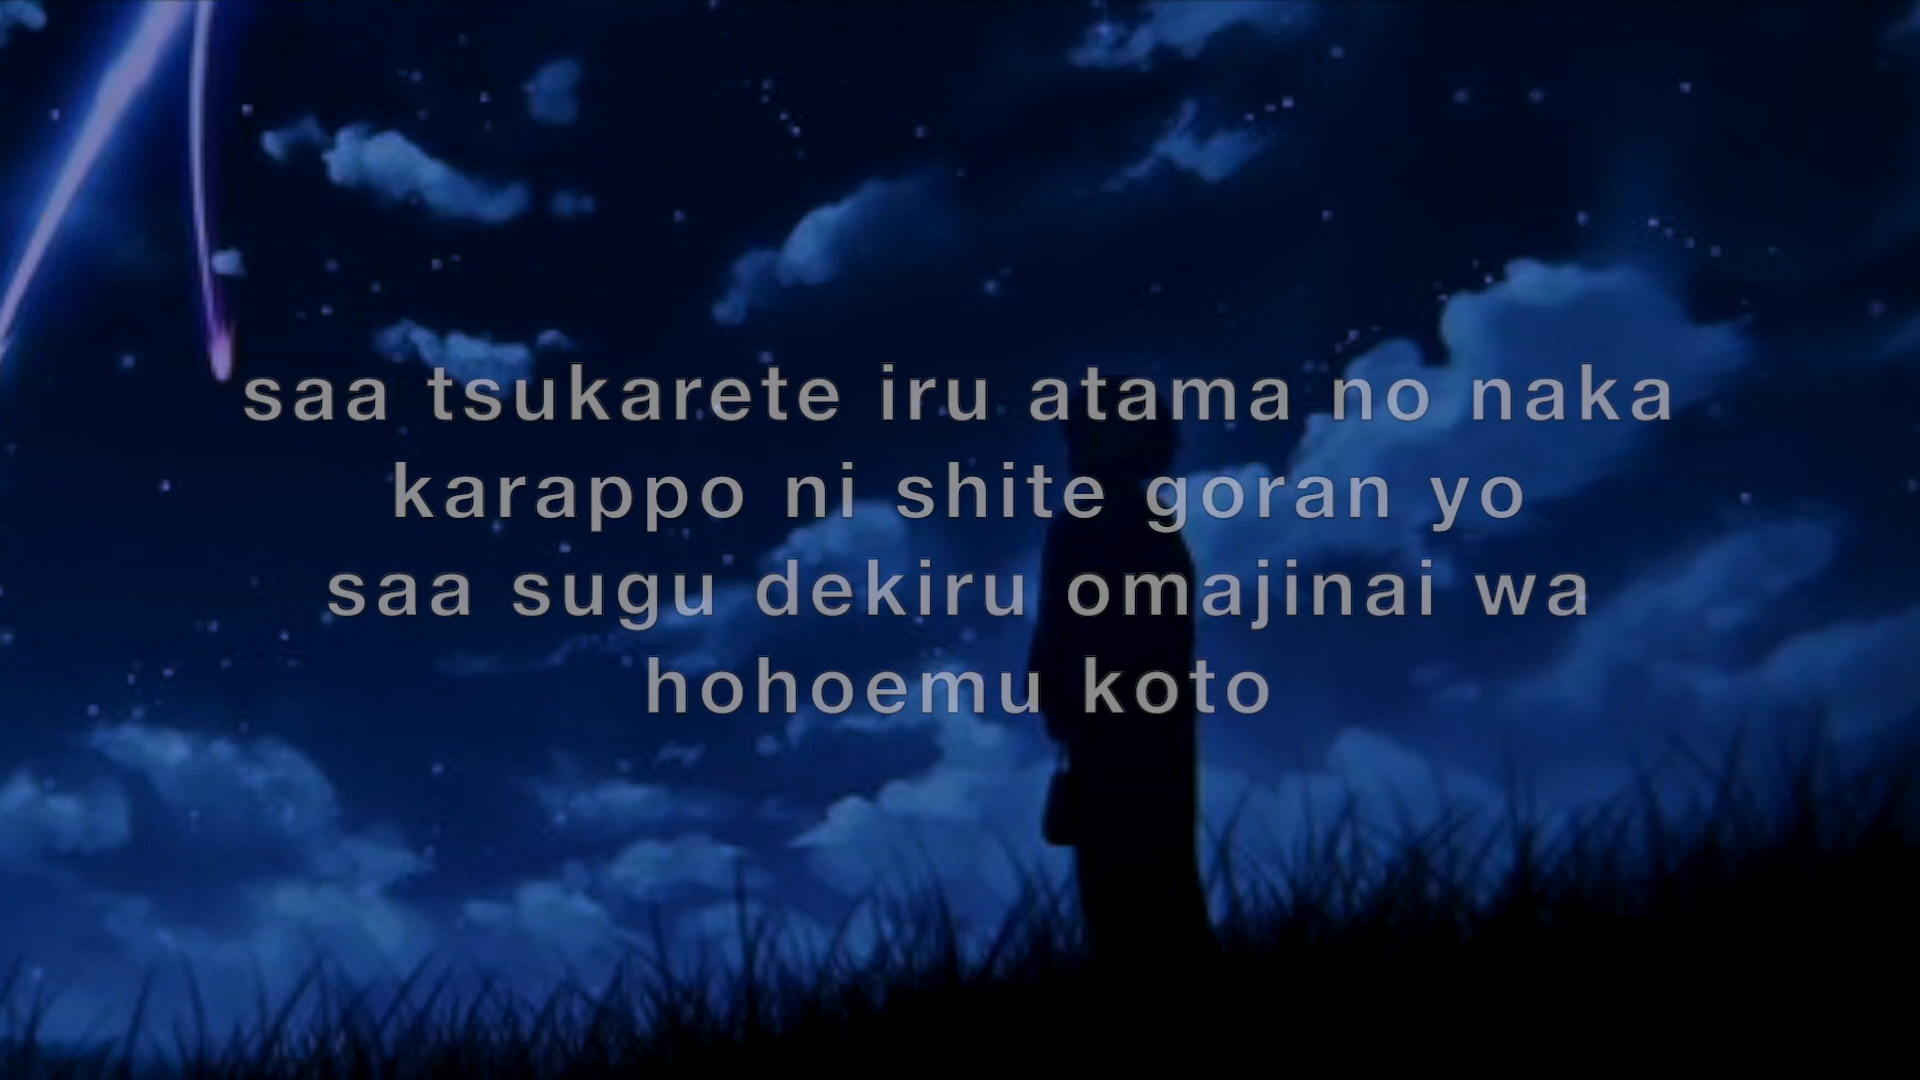 saa tsukarete iru atama no naka
karappo ni shite goran yo
saa sugu dekiru omajinai wa
hohoemu koto